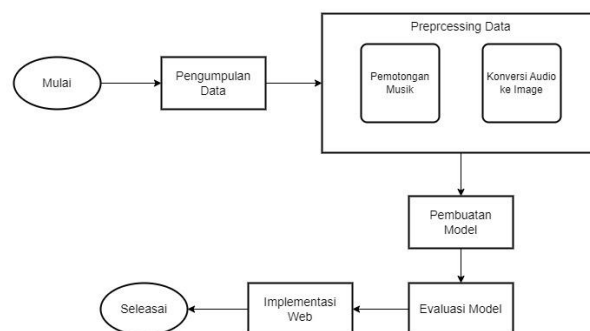 Preprcessing Data
Mulai
Pengumpulan
Data
Pemotongan
Musik
Konversi Audio
ke Image
Pembuatan
Model
Evaluasi Model
Implementasi
Web
Seleasai